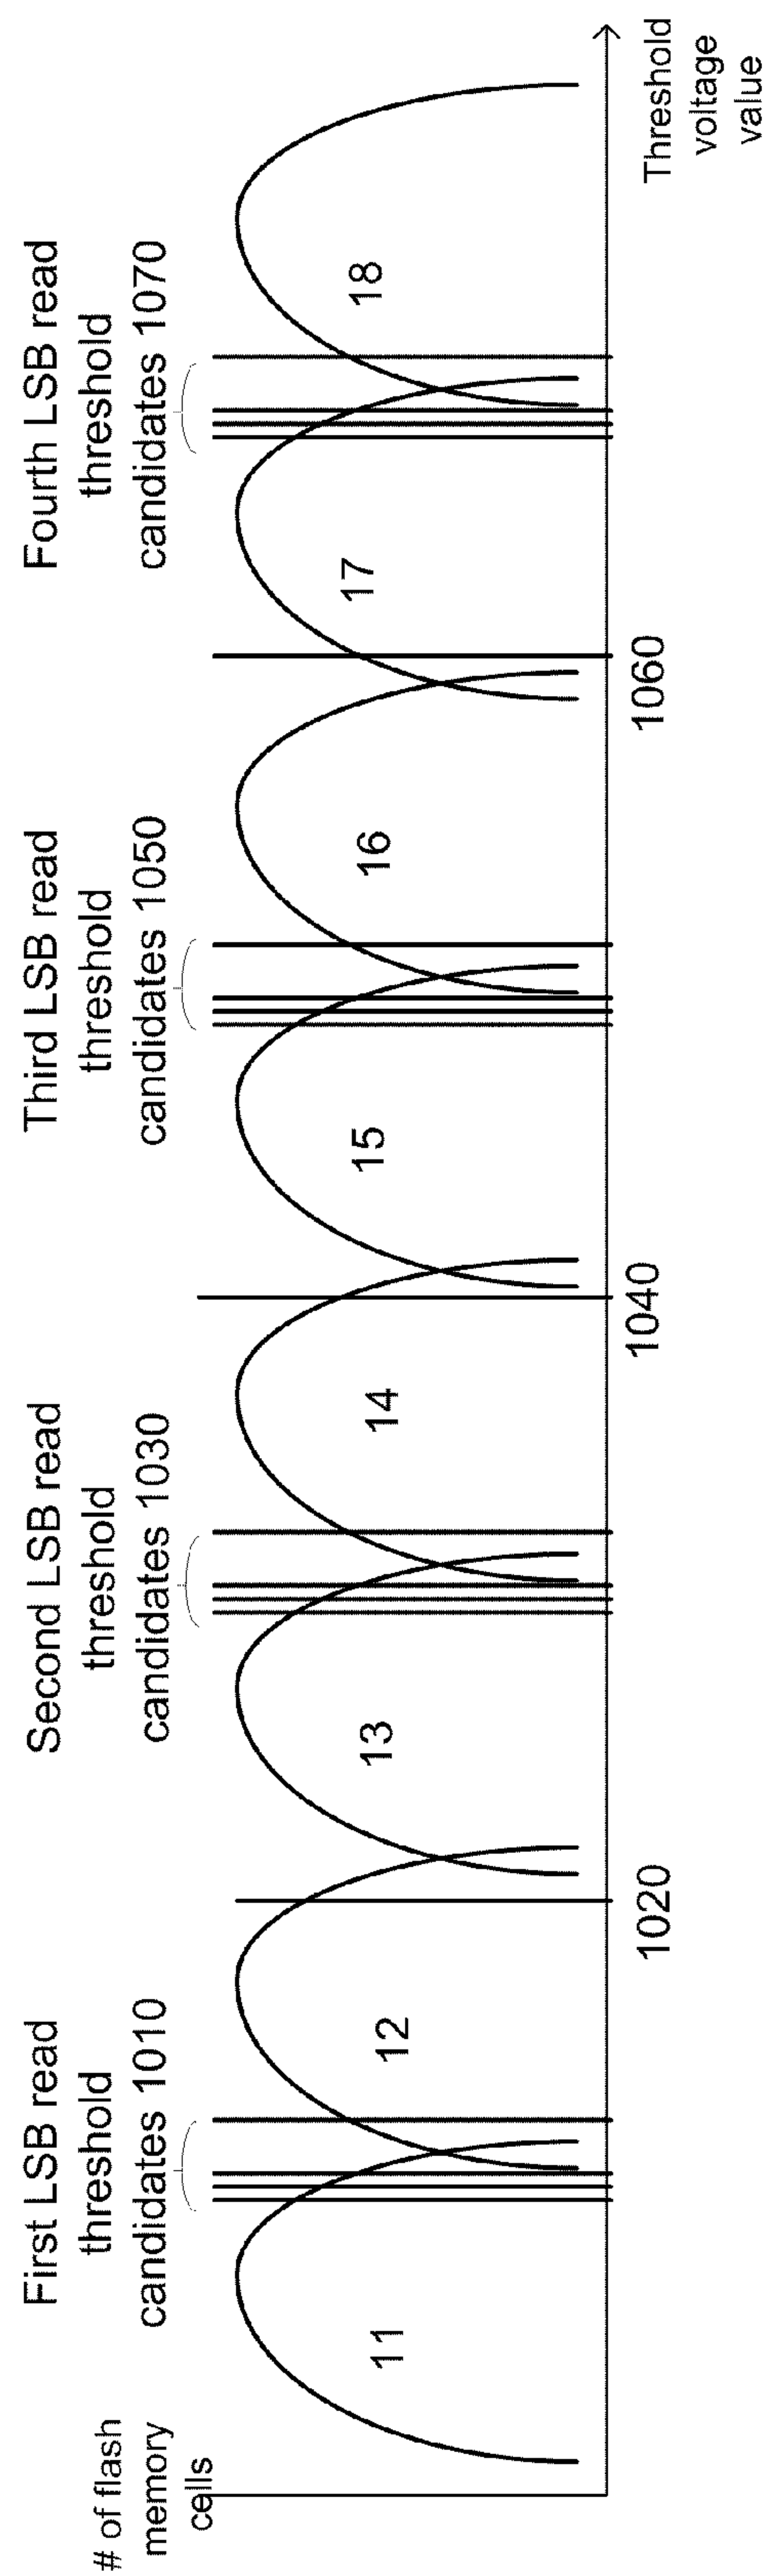 # of flash
memory
cells
First LSB read
threshold
candidates 1010
Second LSB read
threshold
candidates 1030
Third LSB read
threshold
candidates 1050
Fourth LSB read
threshold
candidates 1070
11
12
13
14
15
16
17
18
1020
1040
1060
Threshold
voltage
value